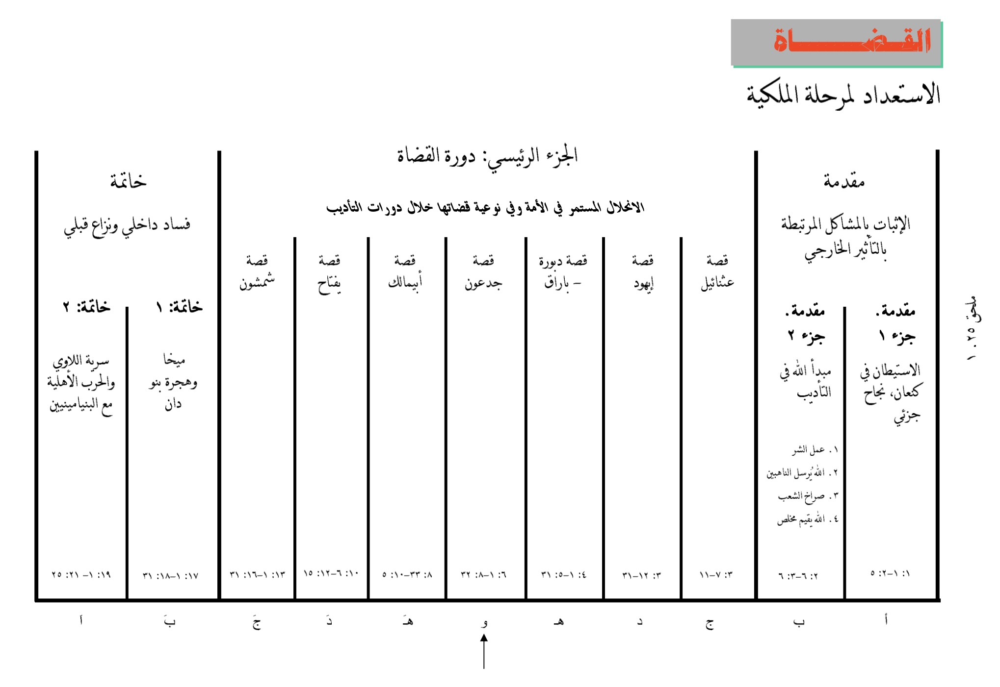 القضاة
الاستعداد لمرحلة الملكية
مقدمة
الإثبات بالمشاكل المرتبطة
بالتأثير الخارجي
مقدمة.
جزء ١
الاستيطان في
كنعان، نجاح
جزئي
١: ١–٢: ٥
مقدمة.
جزء ٢
مبدأ الله في
التأديب
١. عمل الشر
٢. الله يُرسل الناهبين
٣. صراخ الشعب
٤. الله يقيم مخلص
٢: ٦–٣: ٦
الجزء الرئيسي: دورة القضاة
الانحلال المستمر في الأمة وفي نوعية قضاتها خلال دورات التأديب
قصة
عثنائيل
٣: ٧–١١
قصة
إيهود
٣: ١٢–٣١
قصة دبورة
– باراق
٤: ١–٥: ٣١
قصة
جدعون
٦: ١–٨: ٣٢
قصة
أبيمالك
٨: ٣٣–١٠: ٥
قصة
يفتاح
١٠: ٦–١٢: ١٥
قصة
شمشون
١٣: ١–١٦: ٣١
خاتمة
فساد داخلي ونزاع قبلي
خاتمة: ١
ميخا
وهجرة بنو
دان
١٧: ١–١٨: ٣١
خاتمة: ٢
سرية اللاوي
والحرب الأهلية
مع البنيامينيين
١٩: ١– ٢١: ٢٥
أ ب ج د هـ و هـَ دَ جَ بَ اَ
ملحق ٢٥. ١